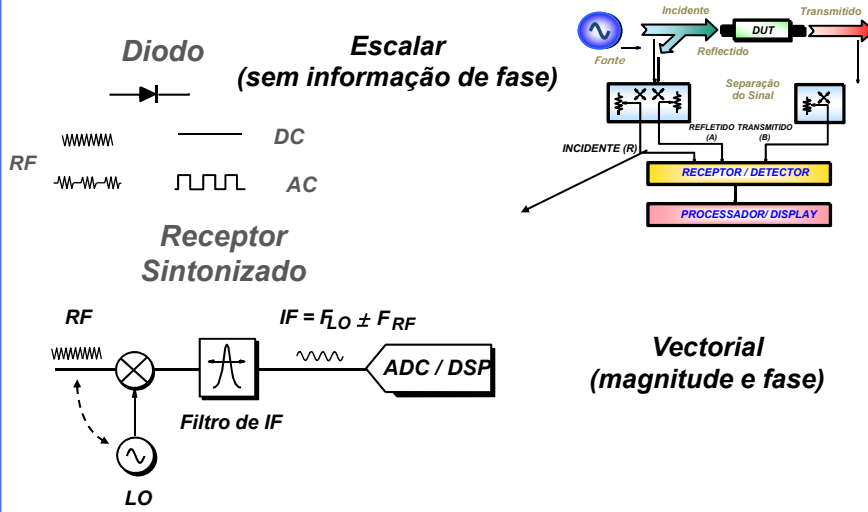 Diodo
Escalar
(sem informação de fase)
RF
DC
AC
Receptor
Sintonizado
RF
IF = FLO ± FRF
ADC / DSP
Filtro de IF
LO
Vectorial
(magnitude e fase)
Incidente
Transmitido
DUT
Fonte
Reflectido
Separação
do Sinal
REFLETIDO TRANSMITIDO
(A)
(B)
INCIDENTE (R)
RECEPTOR / DETECTOR
PROCESSADOR/ DISPLAY